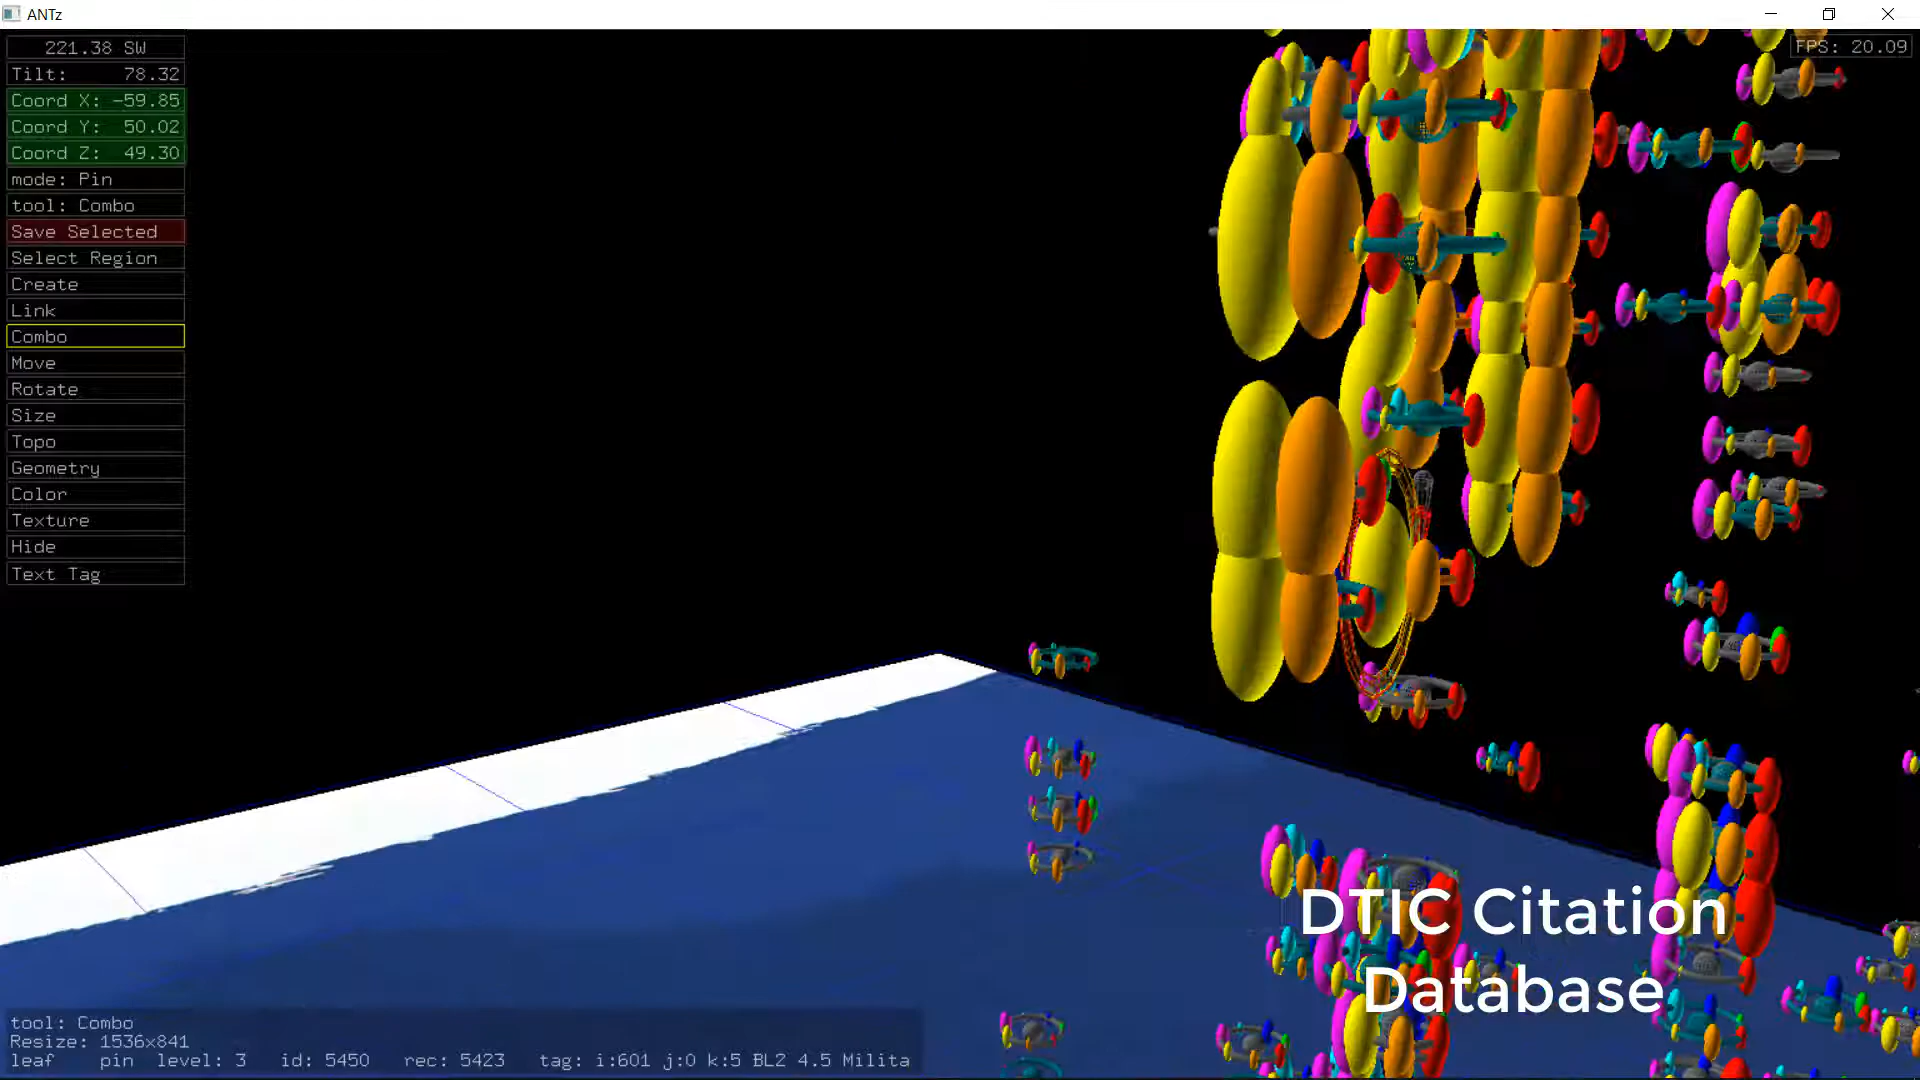 ANTz
221.38 SW
FPS: 20.09
Tilt: 78.32
Coord X: -59.85
Coord Y: 50.02
Coord Z: 49.30
mode: Pin
tool: Combo
Save Selected
Select Region
Create
Link
Combo
Move
Rotate
Size
Topo
Geometry
Color
Texture
Hide
Text Tag
DTIC Citation
Database
tool: Combo
Resize: 1536x841
leaf pin level: 3 id: 5450 rec: 5423 tag: i:601 j:0 k:5 BL2 4.5 Milita